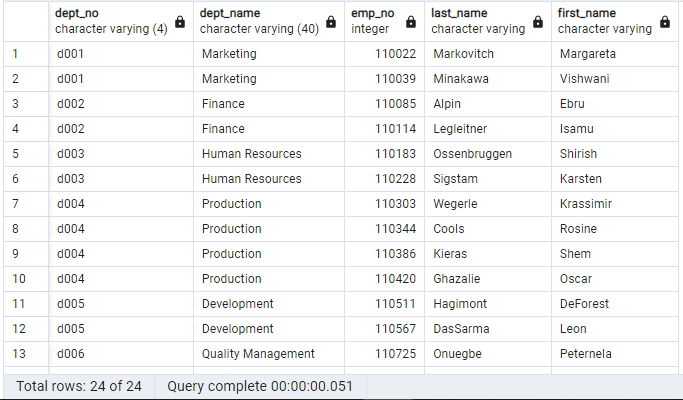 dept_no dept_name emp_no last_name first_name
character varying (4) character varying (40) integer character varying character varying
1 d001 Marketing 110022 Markovitch Margareta
2 d001 Marketing 110039 Minakawa Vishwani
3 d002 Finance 110085 Alpin Ebru
4 d002 Finance 110114 Legleitner Isamu
5 d003 Human Resources 110183 Ossenbruggen Shirish
6 d003 Human Resources 110228 Sigstam Karsten
7 d004 Production 110303 Wegerle Krassimir
8 d004 Production 110344 Cools Rosine
9 d004 Production 110386 Kieras Shem
10 d004 Production 110420 Ghazalie Oscar
11 d005 Development 110511 Hagimont DeForest
12 d005 Development 110567 DasSarma Leon
13 d006 Quality Management 110725 Onuegbe Peternela
Total rows: 24 of 24 Query complete 00:00:00.051